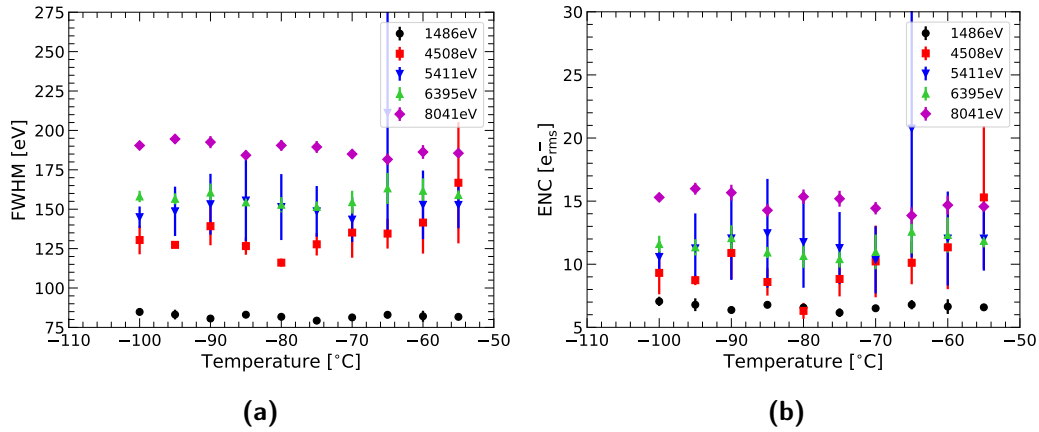 300
275
250
225
200
175
150
125
100
75
FWHM [eV]
−110
−100
−90
−80
−70
−60
−50
Temperature [°C]
1486eV
4508eV
5411eV
6395eV
8041eV
(a)
30
25
20
15
10
5
ENC [e⁻rms]
−110
−100
−90
−80
−70
−60
−50
Temperature [°C]
1486eV
4508eV
5411eV
6395eV
8041eV
(b)